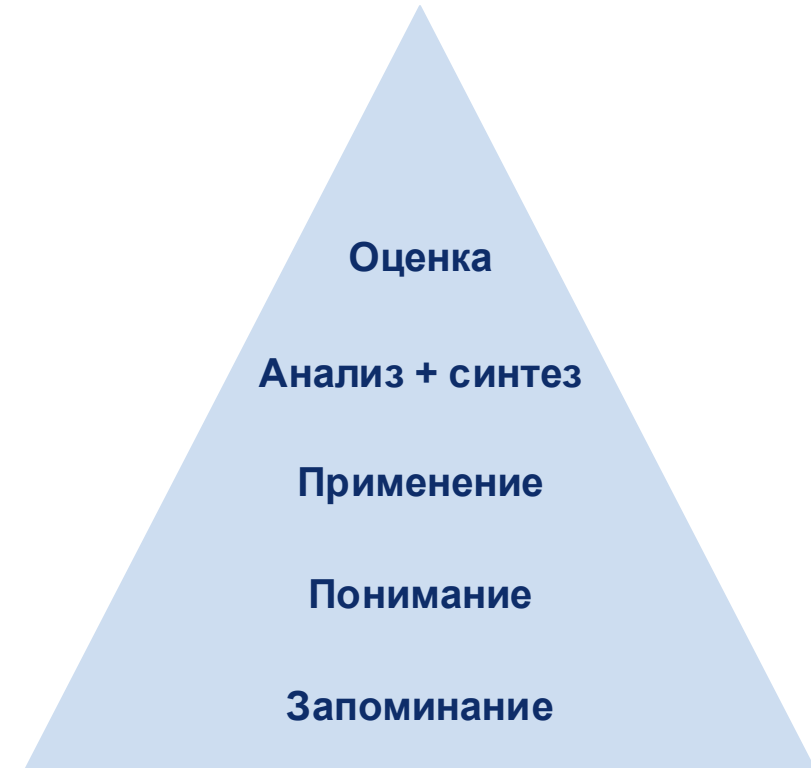 Оценка
Анализ + синтез
Применение
Понимание
Запоминание